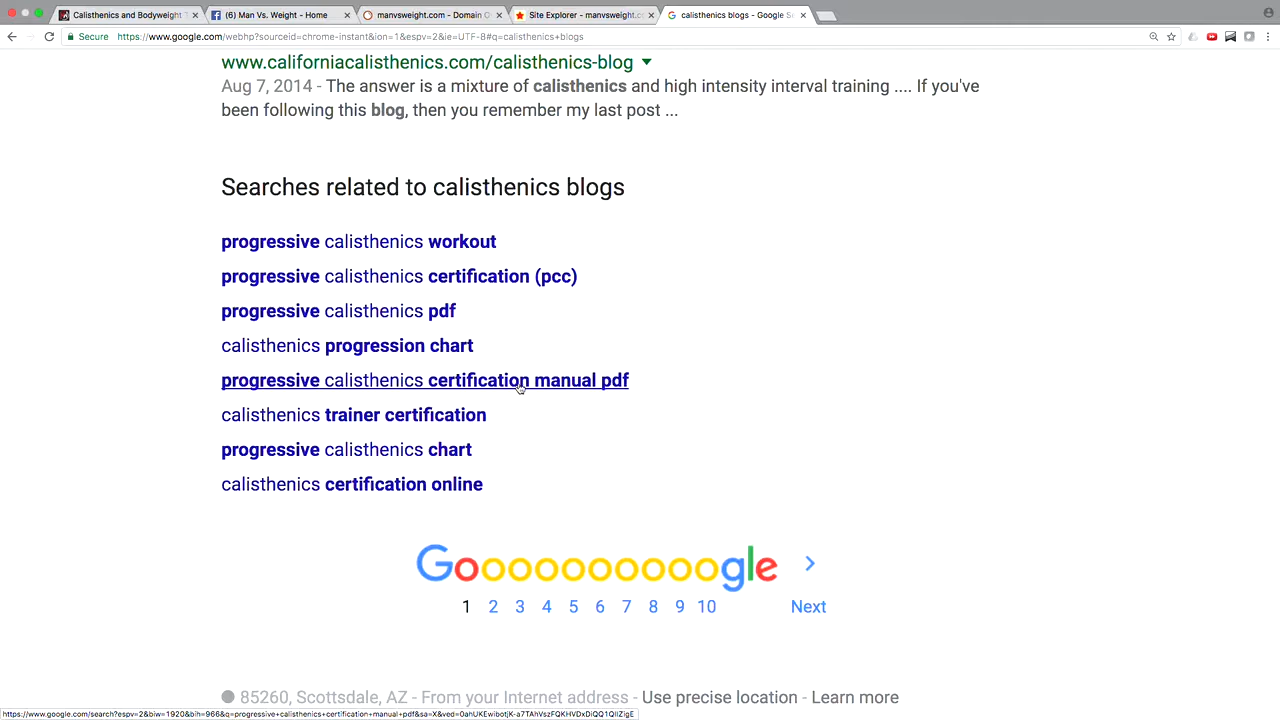 Calisthenics and Bodyweight T
(6) Man Vs. Weight - Home
manvsweight.com - Domain O
Site Explorer - manvsweight.co
calisthenics blogs - Google Se
Secure
https://www.google.com/webhp?sourceid=chrome-instant&ion=1&espv=2&ie=UTF-8#q=calisthenics+blogs
www.californiacalisthenics.com/calisthenics-blog
Aug 7, 2014 - The answer is a mixture of calisthenics and high intensity interval training .... If you've
been following this blog, then you remember my last post ...
Searches related to calisthenics blogs
progressive calisthenics workout
progressive calisthenics certification (pcc)
progressive calisthenics pdf
calisthenics progression chart
progressive calisthenics certification manual pdf
calisthenics trainer certification
progressive calisthenics chart
calisthenics certification online
Goooooooooogle
1 2 3 4 5 6 7 8 9 10 Next
85260, Scottsdale, AZ - From your Internet address - Use precise location - Learn more